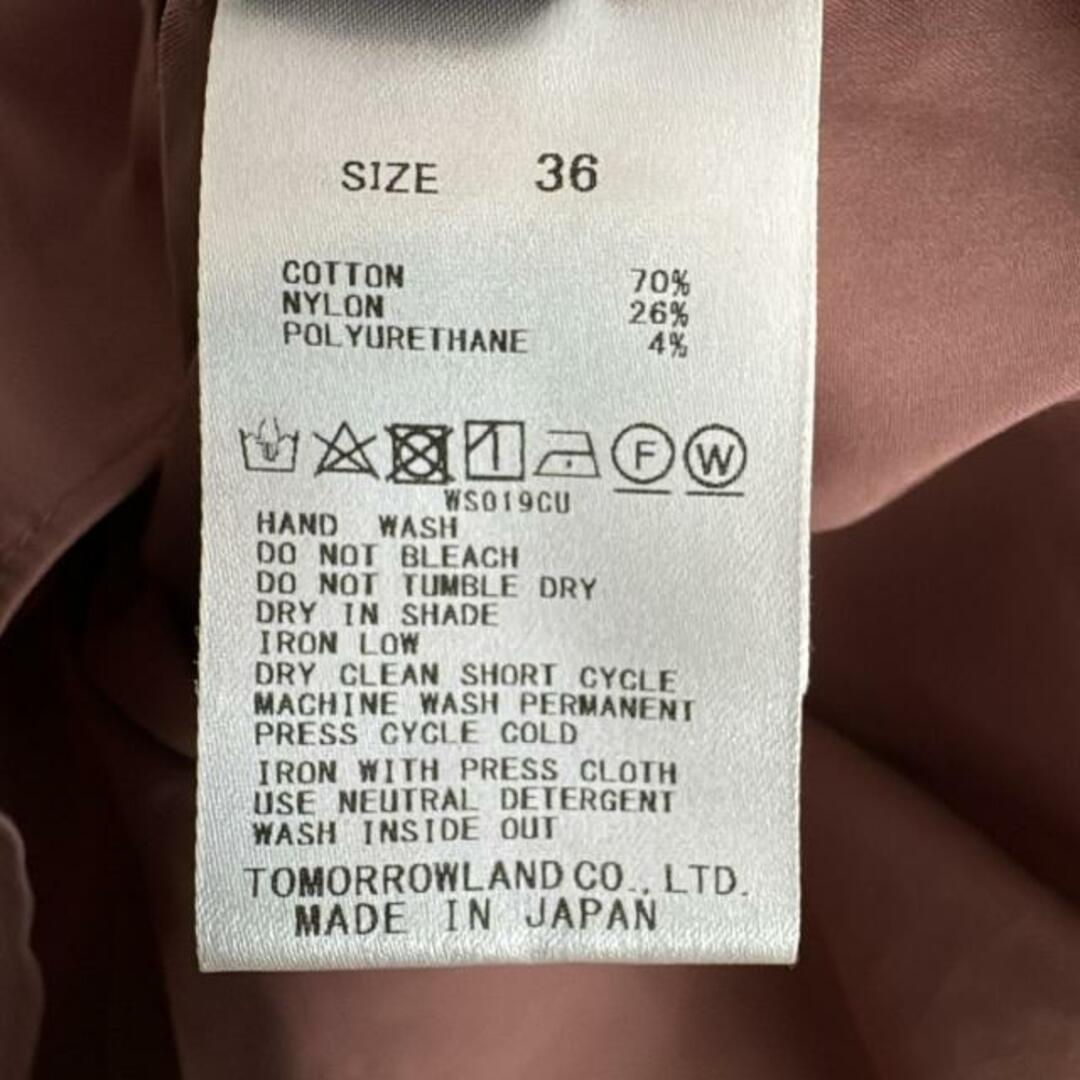 SIZE 36
COTTON 70%
NYLON 26%
POLYURETHANE 4%
F W
WS019CU
HAND WASH
DO NOT BLEACH
DO NOT TUMBLE DRY
DRY IN SHADE
IRON LOW
DRY CLEAN SHORT CYCLE
MACHINE WASH PERMANENT
PRESS CYCLE COLD
IRON WITH PRESS CLOTH
USE NEUTRAL DETERGENT
WASH INSIDE OUT
TOMORROWLAND CO., LTD.
MADE IN JAPAN